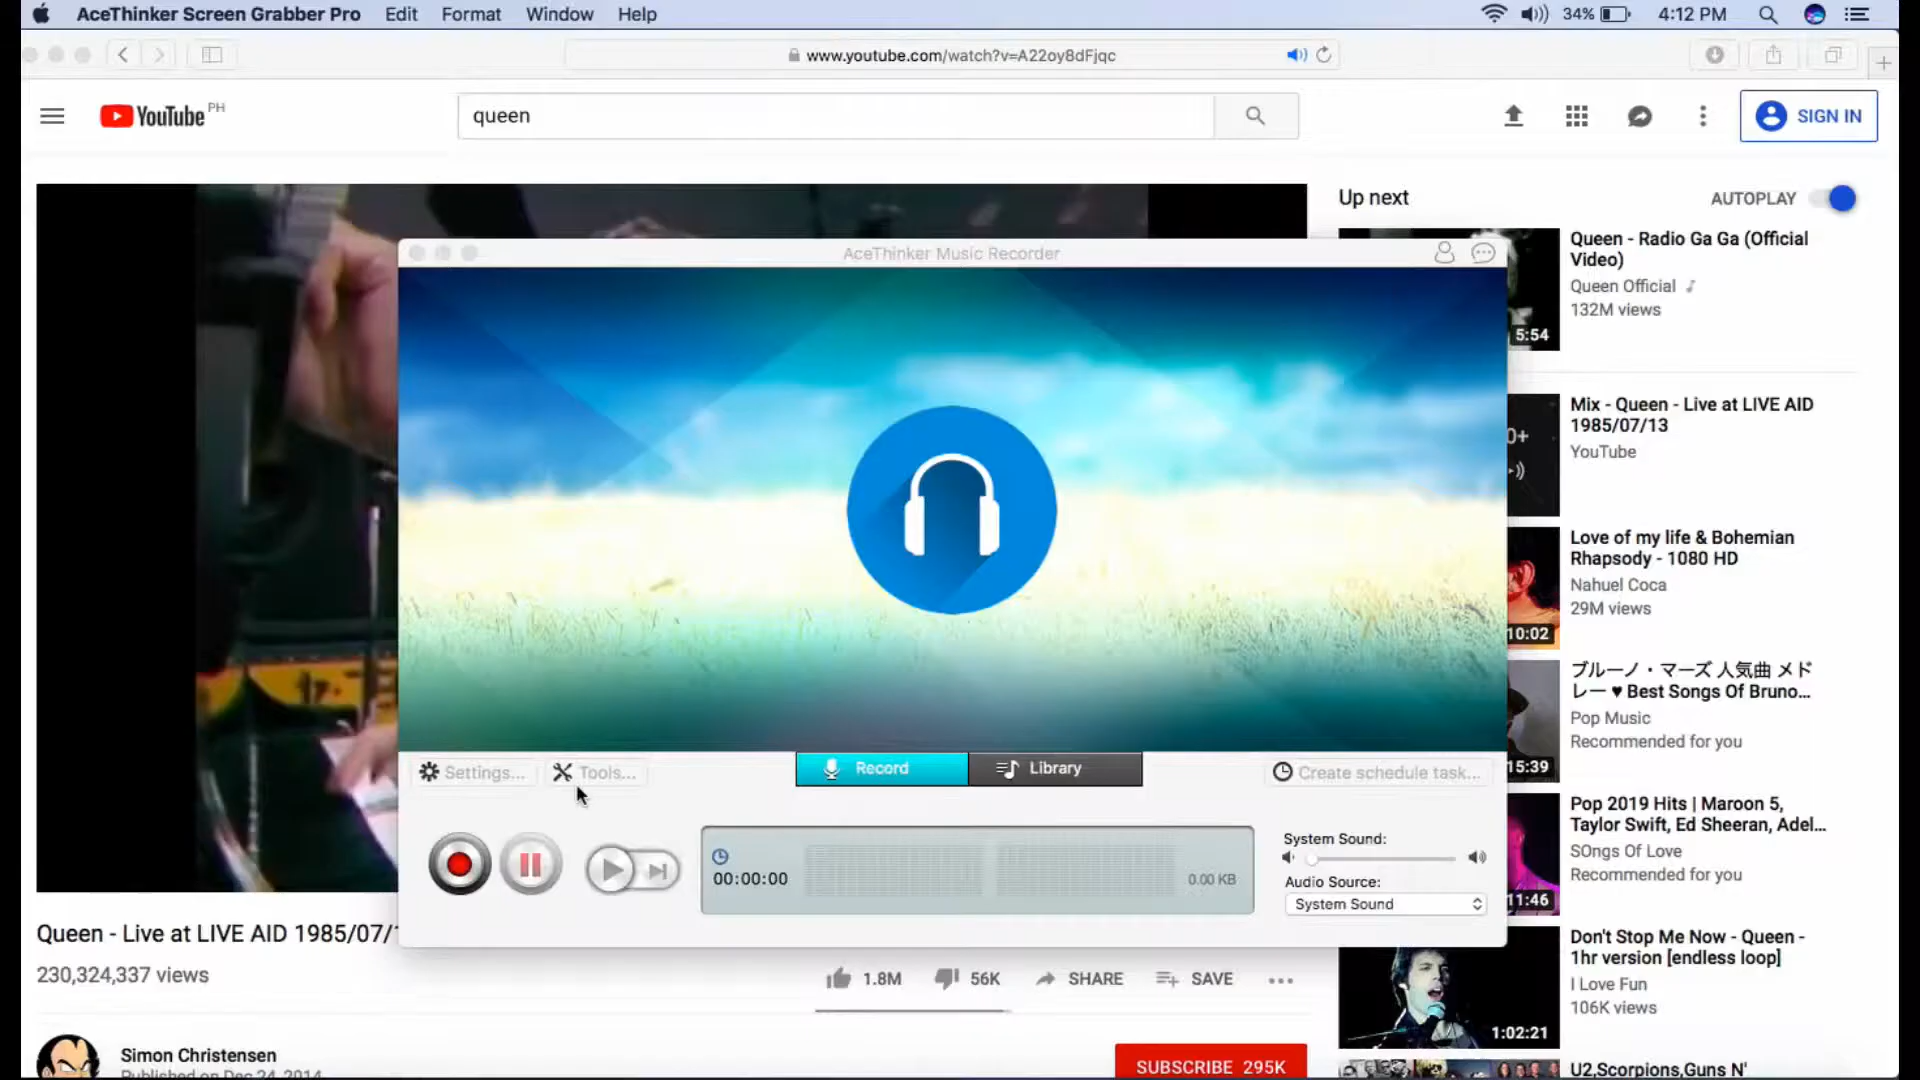 AceThinker Screen Grabber Pro Edit Format Window Help 34% 4:12 PM
www.youtube.com/watch?v=A22oy8dFjqc
YouTube PH queen SIGN IN
Up next AUTOPLAY
AceThinker Music Recorder
Queen - Radio Ga Ga (Official
Video)
Queen Official
132M views
5:54
Mix - Queen - Live at LIVE AID
1985/07/13
YouTube
0+
Love of my life & Bohemian
Rhapsody - 1080 HD
Nahuel Coca
29M views
10:02
ブルーノ・マーズ 人気曲 メド
レー ♥ Best Songs Of Bruno...
Pop Music
Recommended for you
15:39
Settings... Tools... Record Library Create schedule task...
Pop 2019 Hits | Maroon 5,
Taylor Swift, Ed Sheeran, Adel...
SOngs Of Love
Recommended for you
11:46
System Sound:
00:00:00 0.00 KB
Audio Source:
System Sound
Queen - Live at LIVE AID 1985/07/
230,324,337 views
1.8M 56K SHARE SAVE
Don't Stop Me Now - Queen -
1hr version [endless loop]
I Love Fun
106K views
1:02:21
Simon Christensen
Published on Dec 24, 2014
SUBSCRIBE 295K
U2,Scorpions,Guns N'